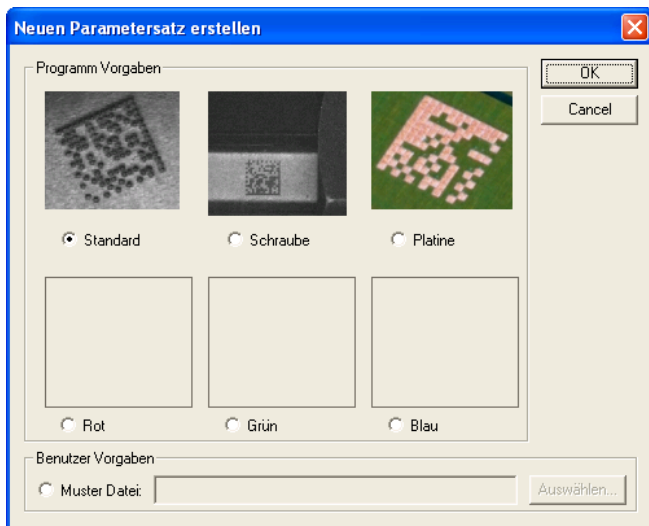 Neuen Parametersatz erstellen
Programm Vorgaben
OK
Cancel
Standard
Schraube
Platine
Rot
Grün
Blau
Benutzer Vorgaben
Muster Datei:
Auswählen...